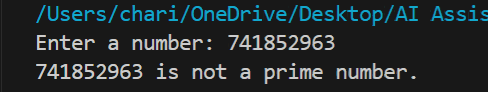 /Users/chari/OneDrive/Desktop/AI Assis
Enter a number: 741852963
741852963 is not a prime number.